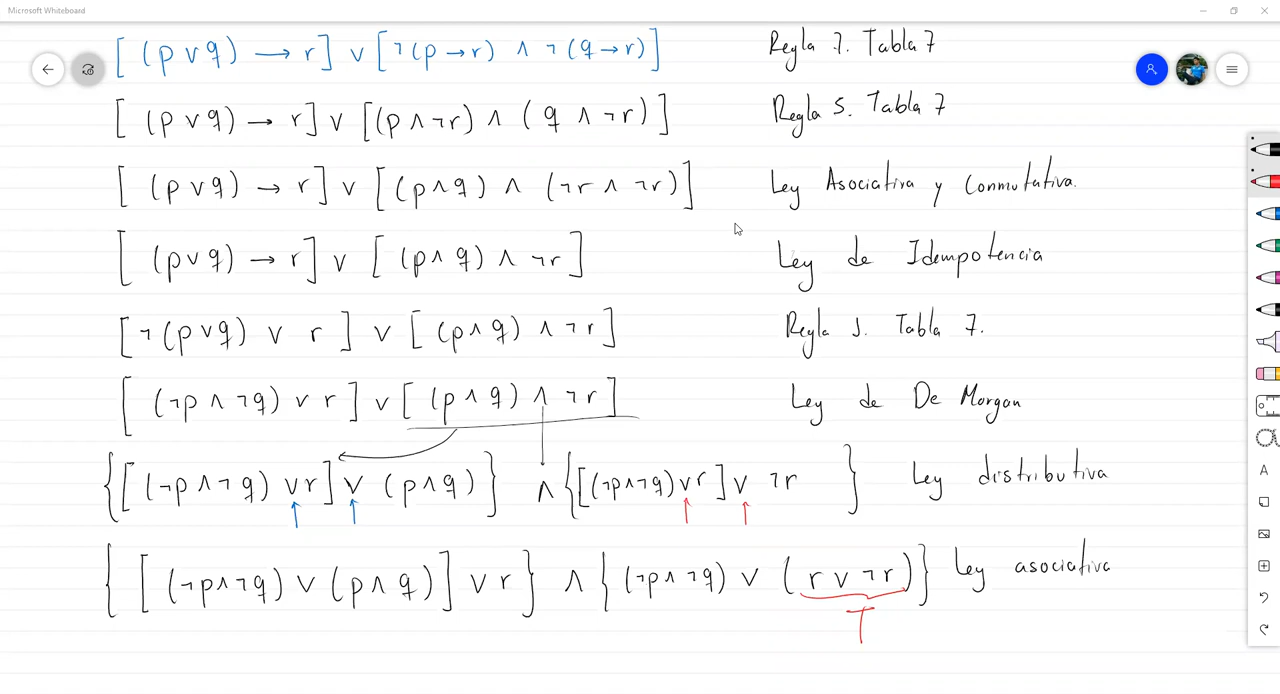 Microsoft Whiteboard
[ (p ∨ q) → r ] ∨ [ ¬(p → r) ∧ ¬(q → r) ] Regla 7. Tabla 7
[ (p ∨ q) → r ] ∨ [ (p ∧ ¬r) ∧ ( q ∧ ¬r) ] Regla 5. Tabla 7
[ (p ∨ q) → r ] ∨ [ (p ∧ q) ∧ (¬r ∧ ¬r) ] Ley Asociativa y Conmutativa.
[ (p ∨ q) → r ] ∨ [ (p ∧ q) ∧ ¬r ] Ley de Idempotencia
[ ¬(p ∨ q) ∨ r ] ∨ [ (p ∧ q) ∧ ¬r ] Regla 1. Tabla 7.
[ (¬p ∧ ¬q) ∨ r ] ∨ [ (p ∧ q) ∧ ¬r ] Ley de De Morgan
{ [ (¬p ∧ ¬q) ∨ r ] ∨ (p ∧ q) } ∧ { [ (¬p ∧ ¬q) ∨ r ] ∨ ¬r } Ley distributiva
{ [ (¬p ∧ ¬q) ∨ (p ∧ q) ] ∨ r } ∧ { (¬p ∧ ¬q) ∨ (r ∨ ¬r) } Ley asociativa
T
A